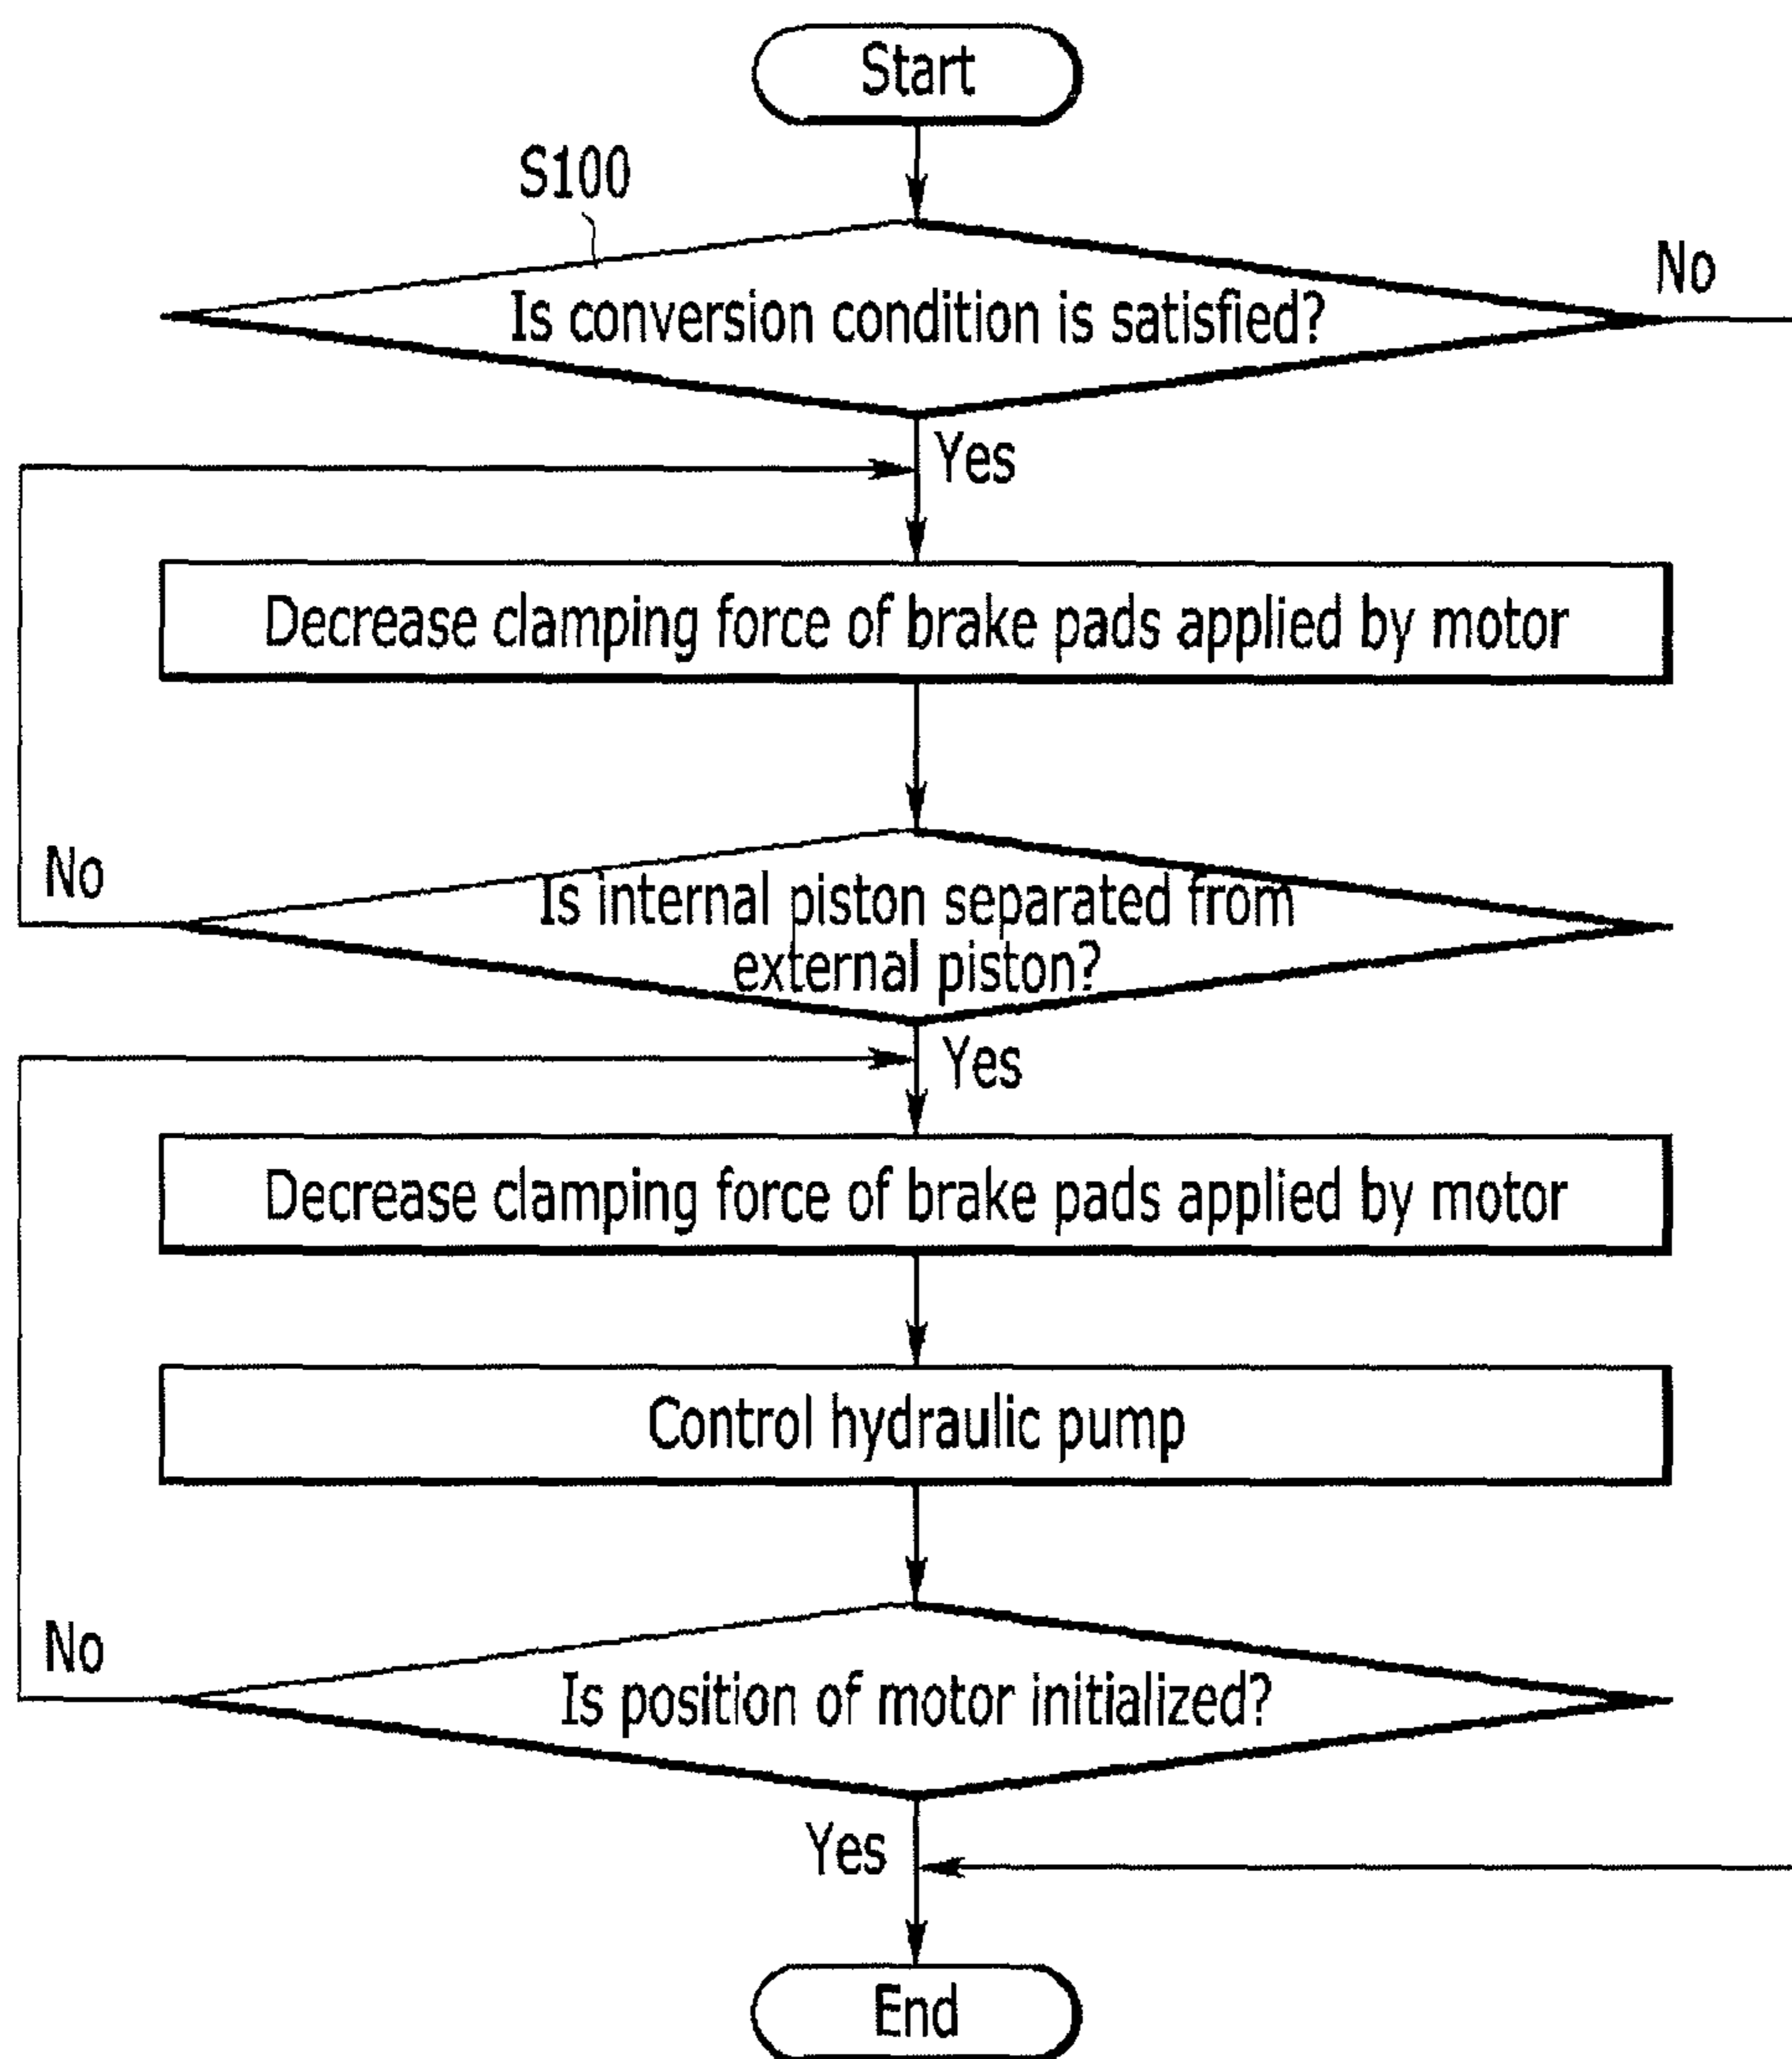 Start
S100
Is conversion condition is satisfied?
No
Yes
Decrease clamping force of brake pads applied by motor
No
Is internal piston separated from
external piston?
Yes
Decrease clamping force of brake pads applied by motor
Control hydraulic pump
No
Is position of motor initialized?
Yes
End